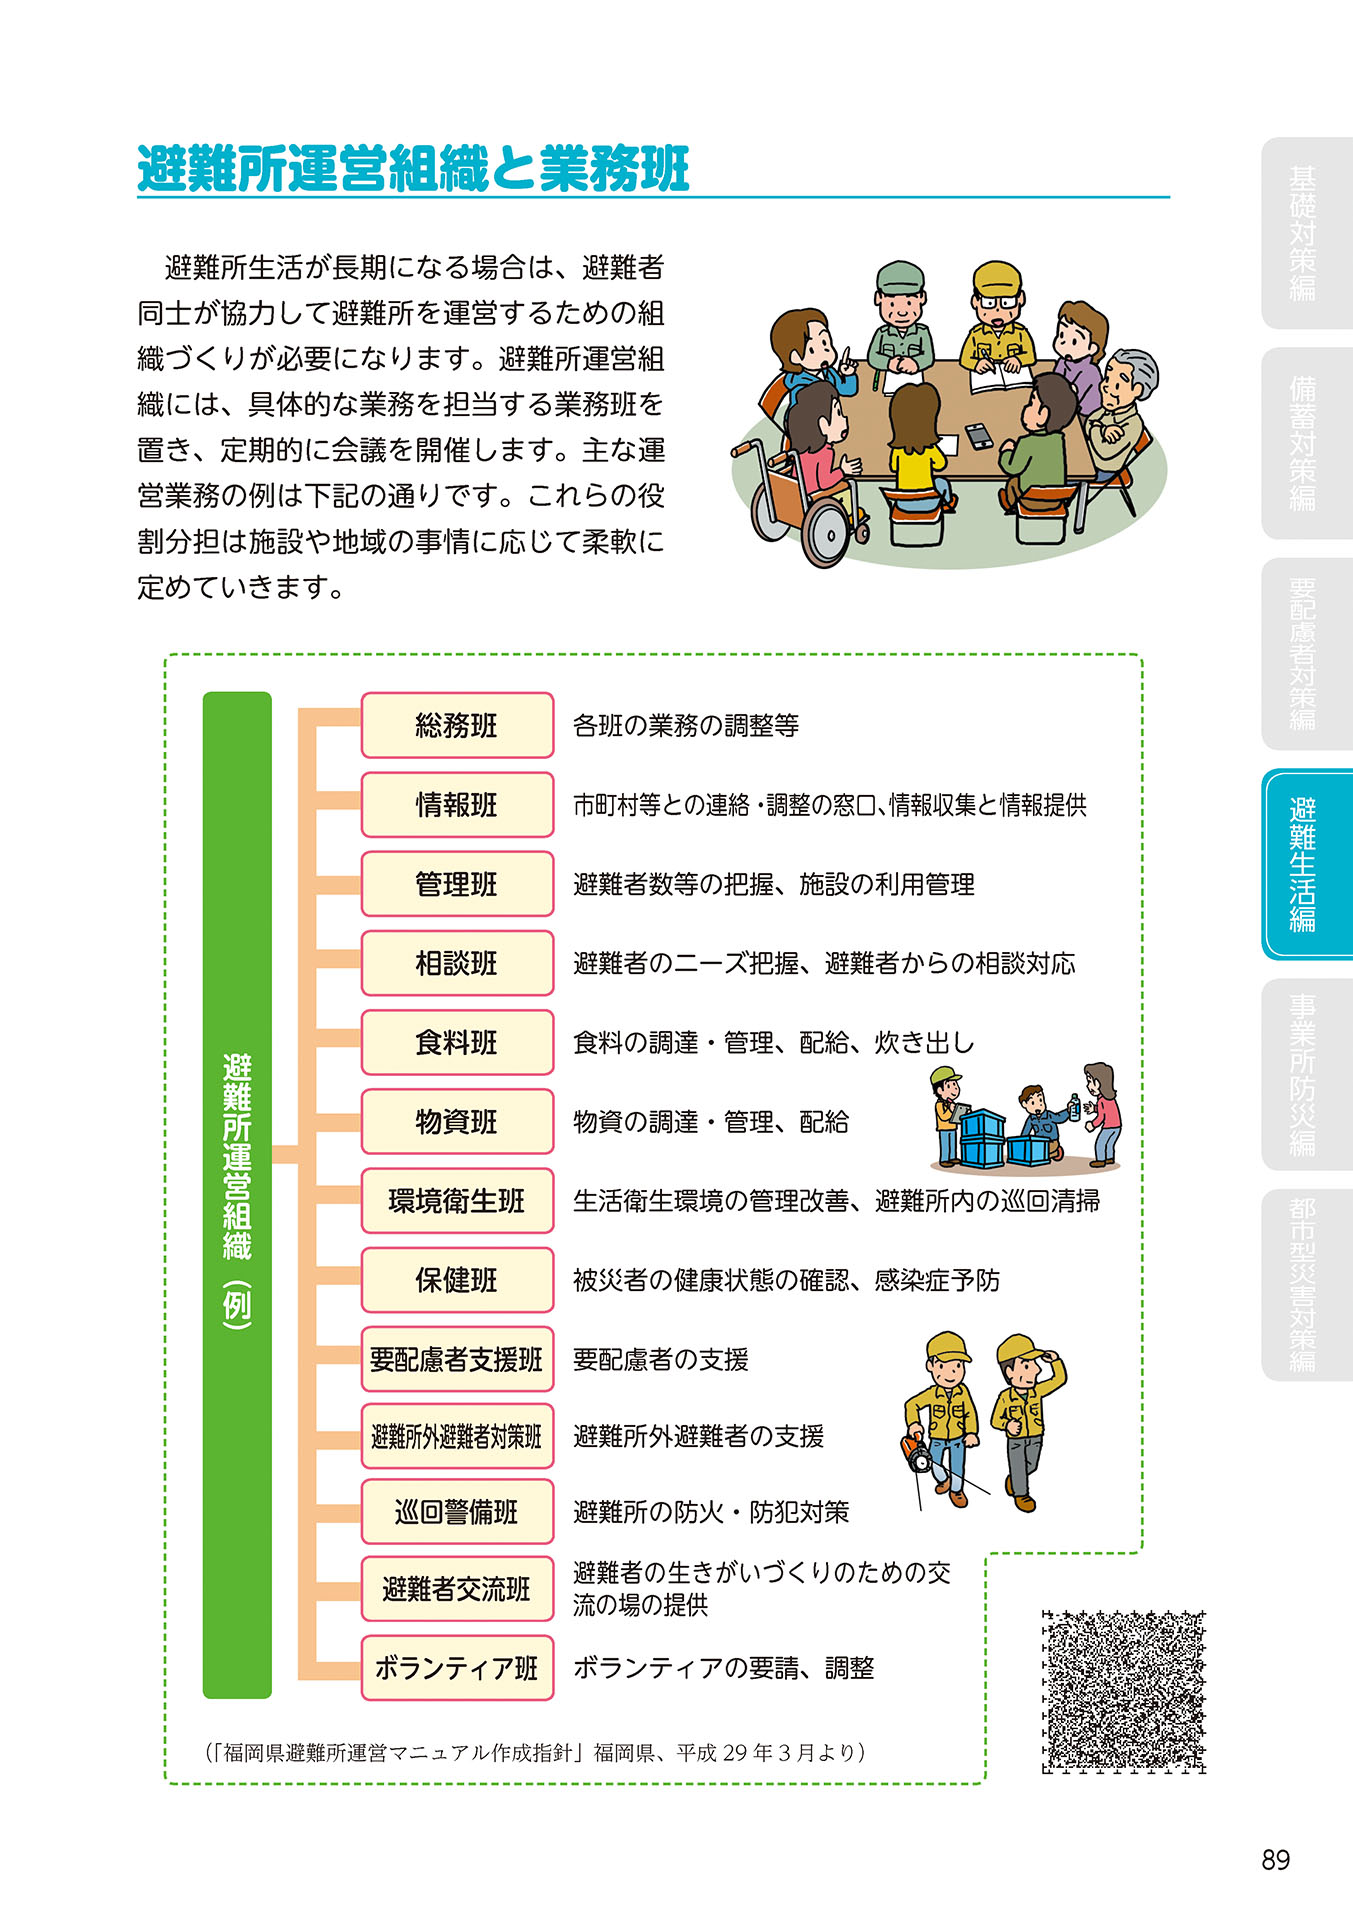 避難所運営組織と業務班
避難所生活が長期になる場合は、避難者
同士が協力して避難所を運営するための組
織づくりが必要になります。避難所運営組
織には、具体的な業務を担当する業務班を
置き、定期的に会議を開催します。主な運
営業務の例は下記の通りです。これらの役
割分担は施設や地域の事情に応じて柔軟に
定めていきます。
避難所運営組織（例）
総務班 各班の業務の調整等
情報班 市町村等との連絡・調整の窓口、情報収集と情報提供
管理班 避難者数等の把握、施設の利用管理
相談班 避難者のニーズ把握、避難者からの相談対応
食料班 食料の調達・管理、配給、炊き出し
物資班 物資の調達・管理、配給
環境衛生班 生活衛生環境の管理改善、避難所内の巡回清掃
保健班 被災者の健康状態の確認、感染症予防
要配慮者支援班 要配慮者の支援
避難所外避難者対策班 避難所外避難者の支援
巡回警備班 避難所の防火・防犯対策
避難者交流班 避難者の生きがいづくりのための交
流の場の提供
ボランティア班 ボランティアの要請、調整
（「福岡県避難所運営マニュアル作成指針」福岡県、平成 29 年 3 月より）
基礎対策編
備蓄対策編
要配慮者対策編
避難生活編
事業所防災編
都市型災害対策編
89